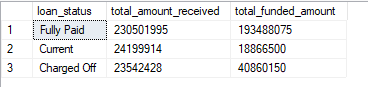 loan_status total_amount_received total_funded_amount
1 Fully Paid 230501995 193488075
2 Current 24199914 18866500
3 Charged Off 23542428 40860150